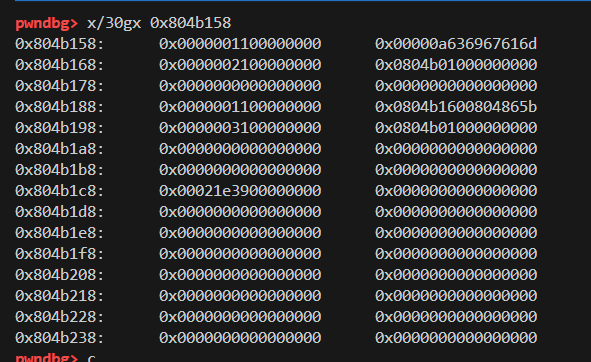 pwndbg> x/30gx 0x804b158
0x804b158: 0x0000001100000000 0x00000a636967616d
0x804b168: 0x0000002100000000 0x0804b01000000000
0x804b178: 0x0000000000000000 0x0000000000000000
0x804b188: 0x0000001100000000 0x0804b1600804865b
0x804b198: 0x0000003100000000 0x0804b01000000000
0x804b1a8: 0x0000000000000000 0x0000000000000000
0x804b1b8: 0x0000000000000000 0x0000000000000000
0x804b1c8: 0x00021e3900000000 0x0000000000000000
0x804b1d8: 0x0000000000000000 0x0000000000000000
0x804b1e8: 0x0000000000000000 0x0000000000000000
0x804b1f8: 0x0000000000000000 0x0000000000000000
0x804b208: 0x0000000000000000 0x0000000000000000
0x804b218: 0x0000000000000000 0x0000000000000000
0x804b228: 0x0000000000000000 0x0000000000000000
0x804b238: 0x0000000000000000 0x0000000000000000
pwndbg> c